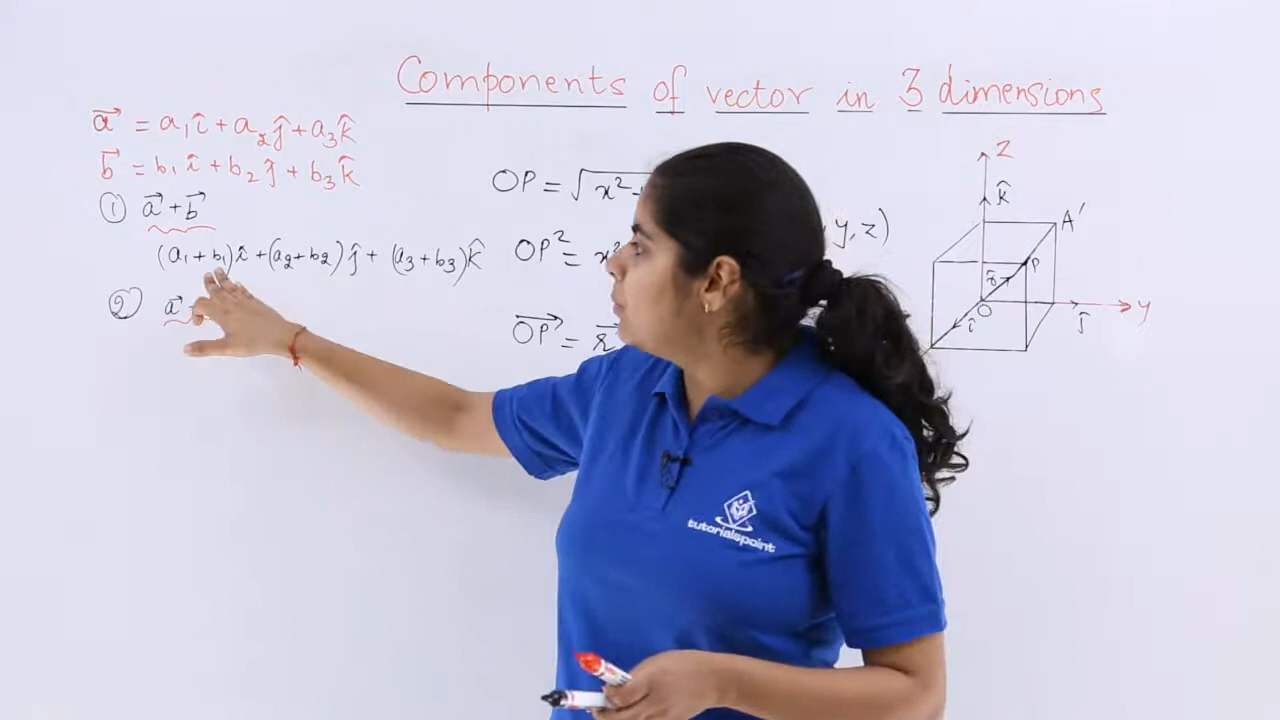 Components of vector in 3 dimensions
a⃗ = a₁î + a₂ĵ + a₃k̂
b⃗ = b₁î + b₂ĵ + b₃k̂
① a⃗ + b⃗
(a₁ + b₁)î + (a₂ + b₂)ĵ + (a₃ + b₃)k̂
② a⃗
OP = √x² +
OP² = x²
OP⃗ = r⃗
y, z)
Z
k̂
A'
P
r⃗
O
î
ĵ
y
tutorialspoint